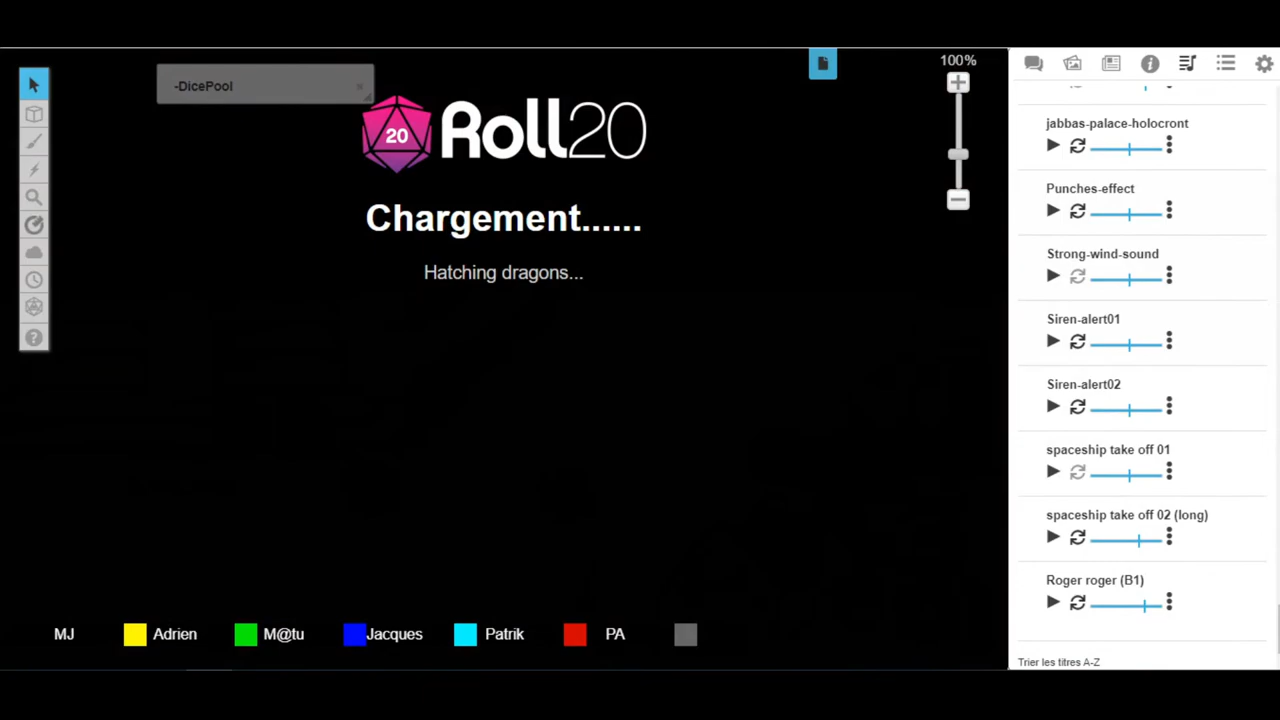 -DicePool
×
20
Roll20
Chargement......
Hatching dragons...
100%
jabbas-palace-holocront
Punches-effect
Strong-wind-sound
Siren-alert01
Siren-alert02
spaceship take off 01
spaceship take off 02 (long)
Roger roger (B1)
Trier les titres A-Z
MJ
Adrien
M@tu
Jacques
Patrik
PA